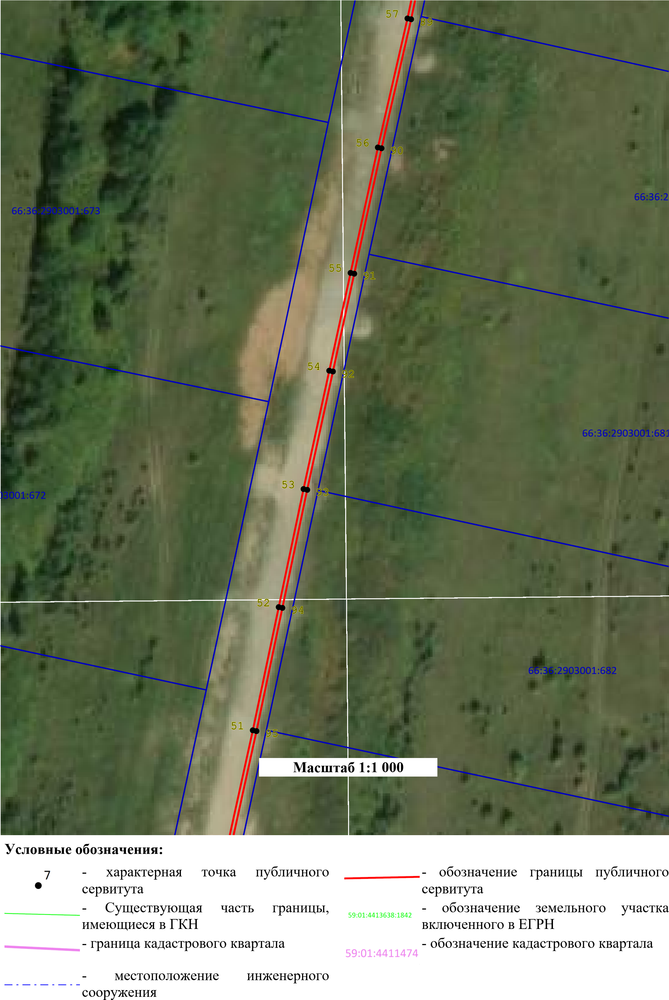 57
89
56
90
66:36:2
66:36:2903001:673
55
91
54
92
66:36:2903001:681
53
93
03001:672
52
94
66:36:2903001:682
51
95
Масштаб 1:1 000
Условные обозначения:
7
- характерная точка публичного
сервитута
- обозначение границы публичного
сервитута
- Существующая часть границы,
имеющиеся в ГКН
59:01:4413638:1842
- обозначение земельного участка
включенного в ЕГРН
- граница кадастрового квартала
59:01:4411474
- обозначение кадастрового квартала
- местоположение инженерного
сооружения